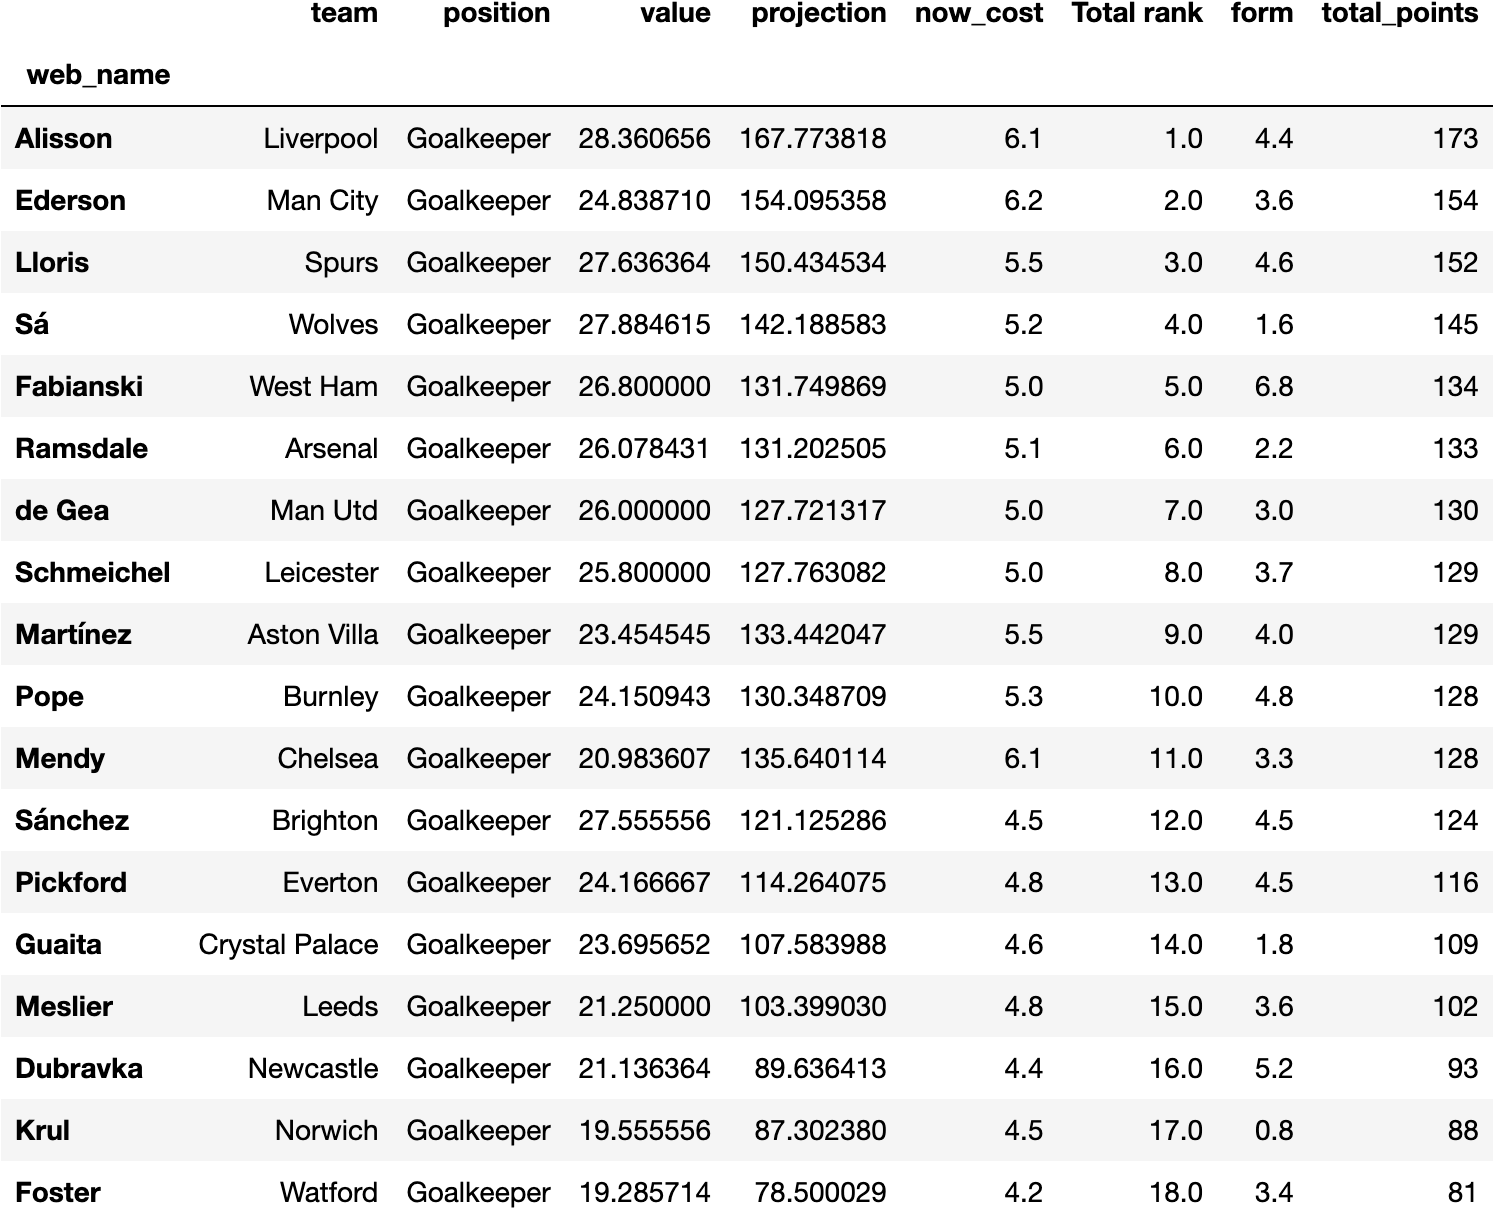 team position value projection now_cost Total rank form total_points
web_name
Alisson Liverpool Goalkeeper 28.360656 167.773818 6.1 1.0 4.4 173
Ederson Man City Goalkeeper 24.838710 154.095358 6.2 2.0 3.6 154
Lloris Spurs Goalkeeper 27.636364 150.434534 5.5 3.0 4.6 152
Sá Wolves Goalkeeper 27.884615 142.188583 5.2 4.0 1.6 145
Fabianski West Ham Goalkeeper 26.800000 131.749869 5.0 5.0 6.8 134
Ramsdale Arsenal Goalkeeper 26.078431 131.202505 5.1 6.0 2.2 133
de Gea Man Utd Goalkeeper 26.000000 127.721317 5.0 7.0 3.0 130
Schmeichel Leicester Goalkeeper 25.800000 127.763082 5.0 8.0 3.7 129
Martínez Aston Villa Goalkeeper 23.454545 133.442047 5.5 9.0 4.0 129
Pope Burnley Goalkeeper 24.150943 130.348709 5.3 10.0 4.8 128
Mendy Chelsea Goalkeeper 20.983607 135.640114 6.1 11.0 3.3 128
Sánchez Brighton Goalkeeper 27.555556 121.125286 4.5 12.0 4.5 124
Pickford Everton Goalkeeper 24.166667 114.264075 4.8 13.0 4.5 116
Guaita Crystal Palace Goalkeeper 23.695652 107.583988 4.6 14.0 1.8 109
Meslier Leeds Goalkeeper 21.250000 103.399030 4.8 15.0 3.6 102
Dubravka Newcastle Goalkeeper 21.136364 89.636413 4.4 16.0 5.2 93
Krul Norwich Goalkeeper 19.555556 87.302380 4.5 17.0 0.8 88
Foster Watford Goalkeeper 19.285714 78.500029 4.2 18.0 3.4 81